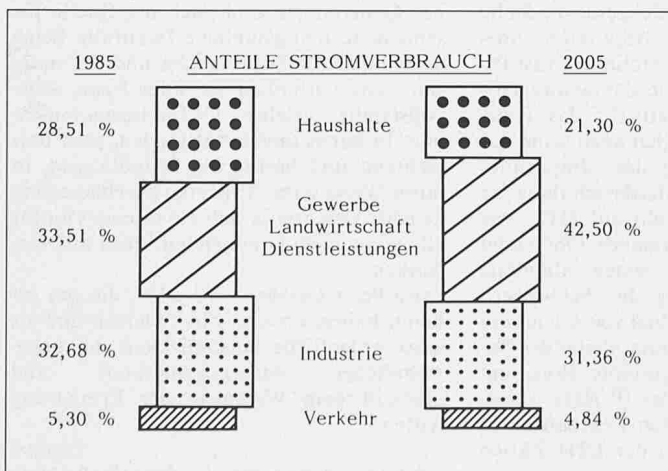 1985 ANTEILE STROMVERBRAUCH 2005
28,51 % Haushalte 21,30 %
Gewerbe
33,51 % Landwirtschaft 42,50 %
Dienstleistungen
32,68 % Industrie 31,36 %
5,30 % Verkehr 4,84 %